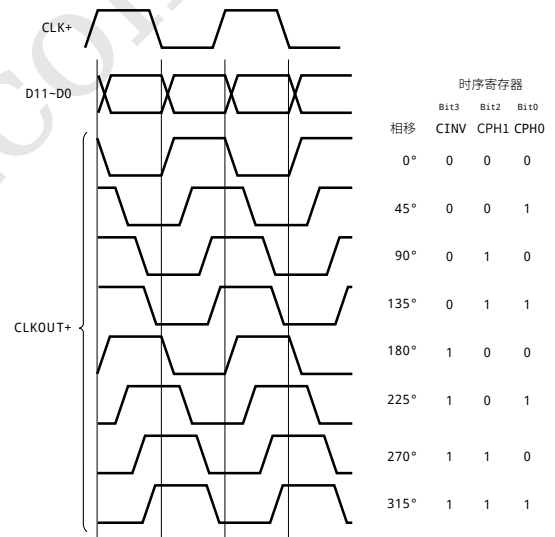 CLK+
D11~D0
时序寄存器
Bit3 Bit2 Bit0
相移 CINV CPH1 CPH0
0° 0 0 0
45° 0 0 1
90° 0 1 0
135° 0 1 1
CLKOUT+
180° 1 0 0
225° 1 0 1
270° 1 1 0
315° 1 1 1